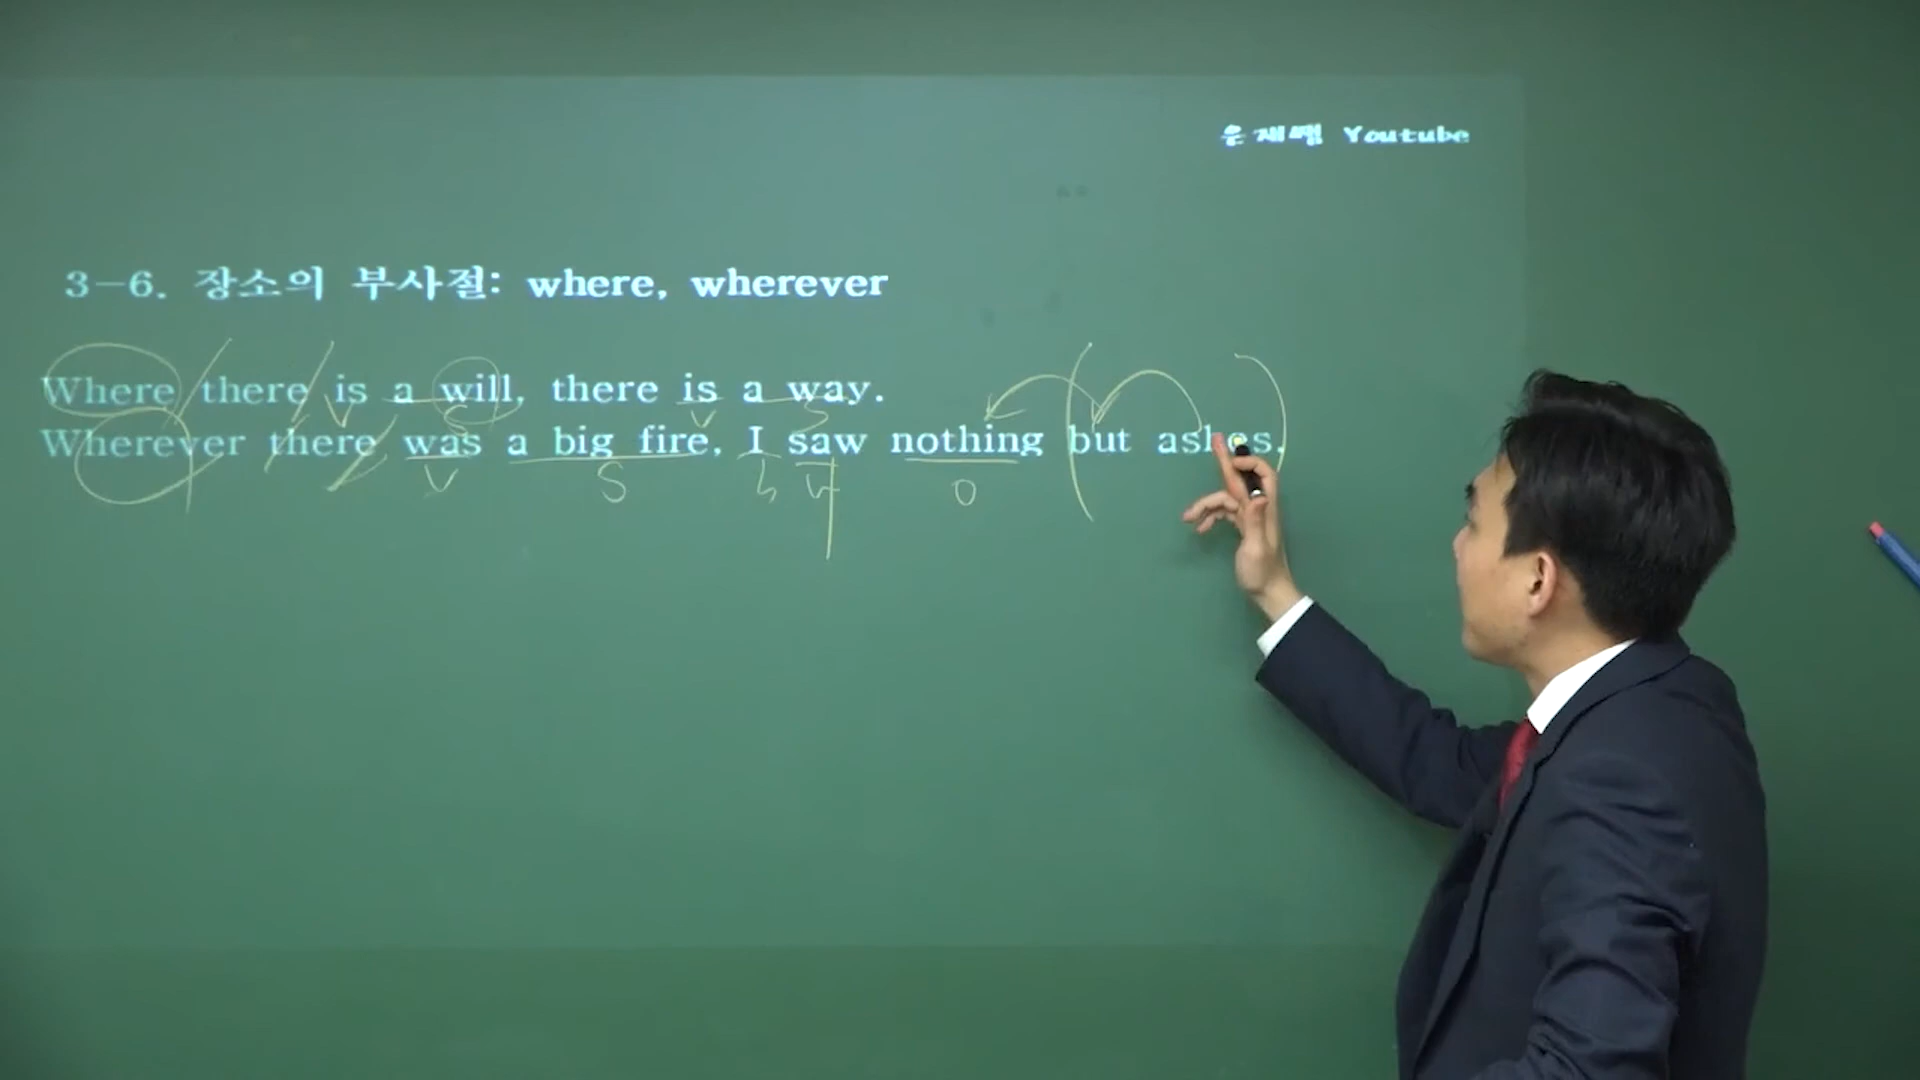 은재쌤 Youtube
3-6. 장소의 부사절: where, wherever
Where there is a will, there is a way.
V S V S
Wherever there was a big fire, I saw nothing but ashes.
V S S V O